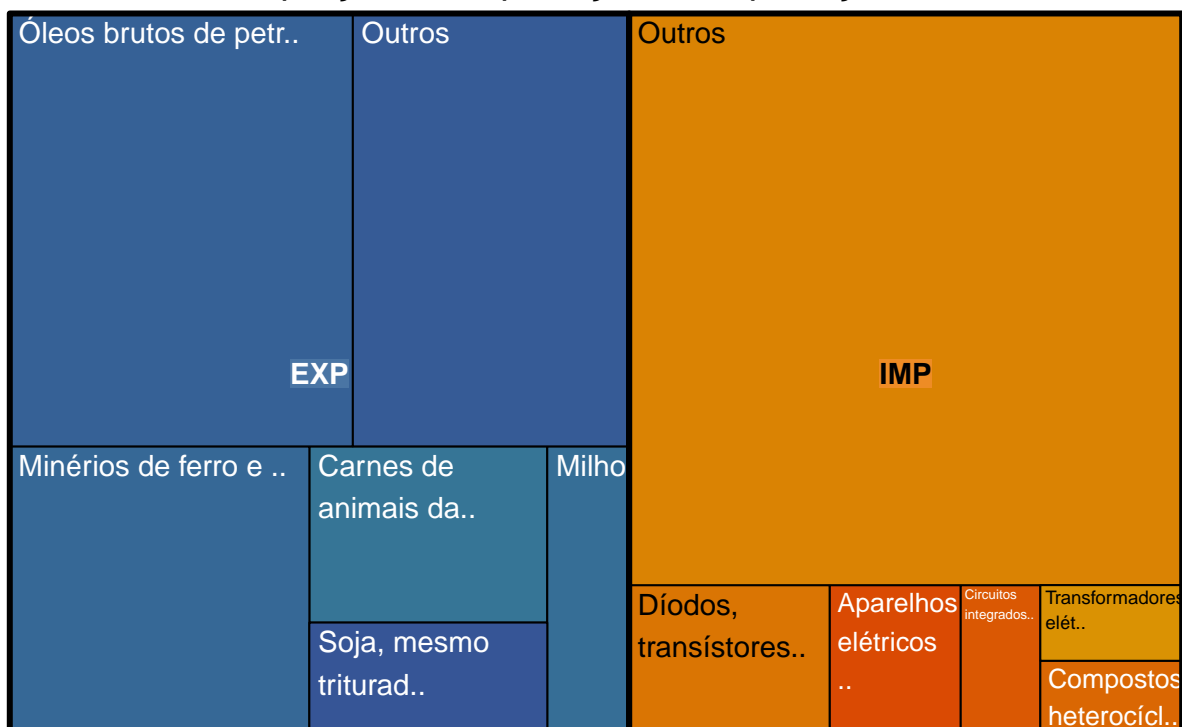 Óleos brutos de petr..
Outros
Outros
EXP
IMP
Minérios de ferro e ..
Carnes de
animais da..
Milho
Soja, mesmo
triturad..
Díodos,
transístores..
Aparelhos
elétricos
..
Circuitos
integrados..
Transformadores
elét..
Compostos
heterocícl..